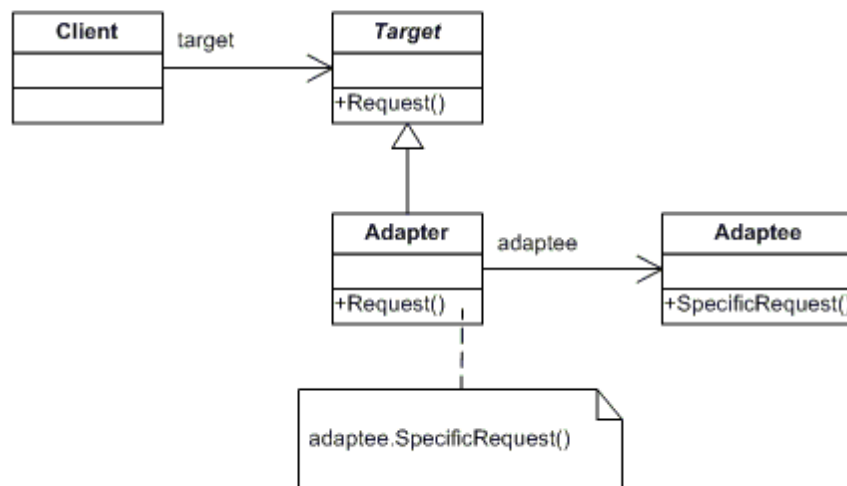 Client
target
Target
+Request()
Adapter
adaptee
Adaptee
+Request()
+SpecificRequest()
adaptee.SpecificRequest()